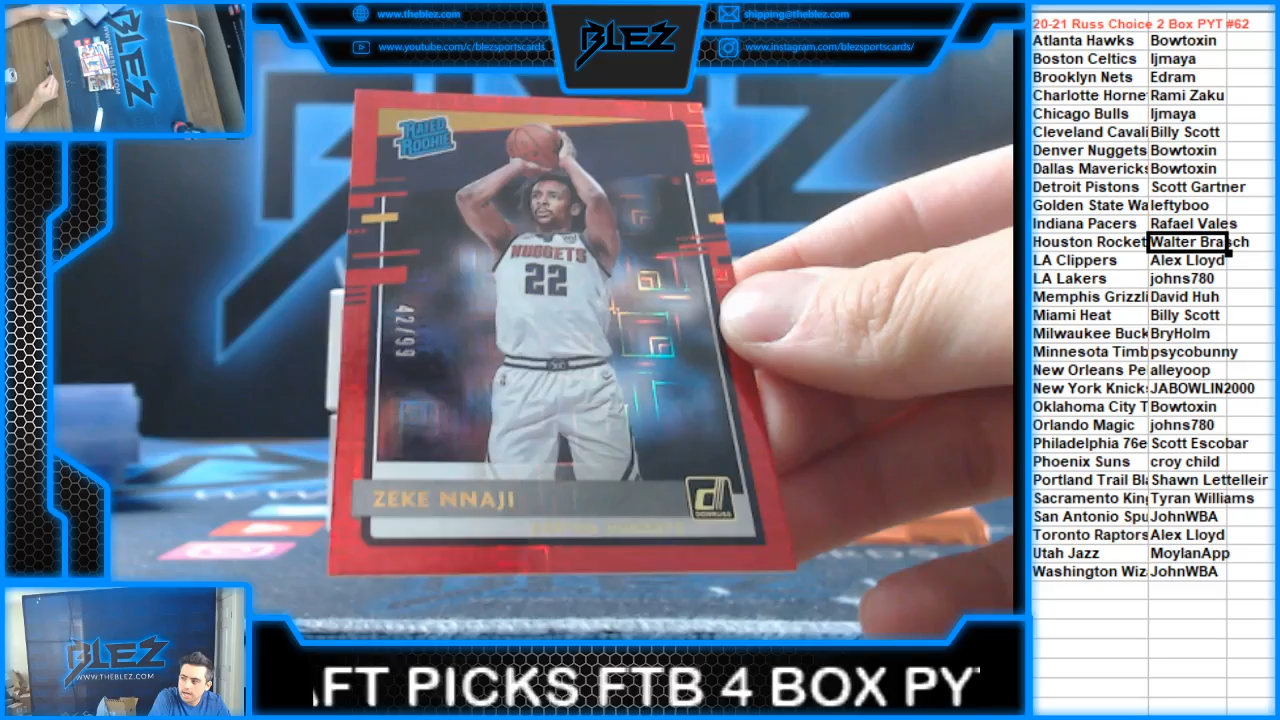 www.theblez.com
shipping@theblez.com
www.youtube.com/c/blezsportscards
www.instagram.com/blezsportscards/
BLEZ
20-21 Russ Choice 2 Box PYT #62
Atlanta Hawks Bowtoxin
Boston Celtics ljmaya
Brooklyn Nets Edram
Charlotte Horne Rami Zaku
Chicago Bulls ljmaya
Cleveland Cavali Billy Scott
Denver Nuggets Bowtoxin
Dallas Mavericks Bowtoxin
Detroit Pistons Scott Gartner
Golden State Wa leftyboo
Indiana Pacers Rafael Vales
Houston Rocket Walter Brasch
LA Clippers Alex Lloyd
LA Lakers johns780
Memphis Grizzli David Huh
Miami Heat Billy Scott
Milwaukee Buck BryHolm
Minnesota Timb psycobunny
New Orleans Pe alleyoop
New York Knicks JABOWLIN2000
Oklahoma City T Bowtoxin
Orlando Magic johns780
Philadelphia 76e Scott Escobar
Phoenix Suns croy child
Portland Trail Bla Shawn Lettelleir
Sacramento King Tyran Williams
San Antonio Spu JohnWBA
Toronto Raptors Alex Lloyd
Utah Jazz MoylanApp
Washington Wiz JohnWBA
RATED
ROOKIE
NUGGETS
22
42/99
ZEKE NNAJI
d
DONRUSS
BLEZ
BLEZ
WWW.THEBLEZ.COM
AFT PICKS FTB 4 BOX PYT